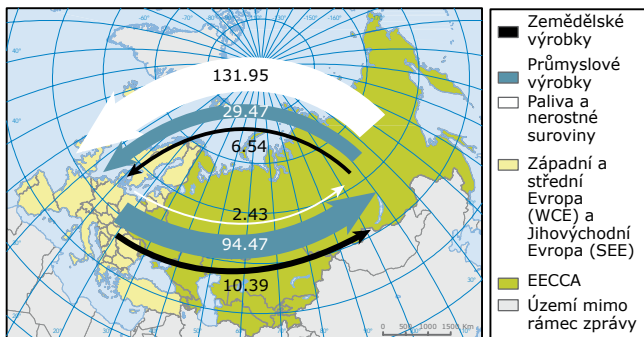 131.95
29.47
6.54
2.43
94.47
10.39
0 500 1000 1500 Km
Zemědělské
výrobky
Průmyslové
výrobky
Paliva a
nerostné
suroviny
Západní a
střední
Evropa
(WCE) a
Jihovýchodní
Evropa (SEE)
EECCA
Území mimo
rámec zprávy